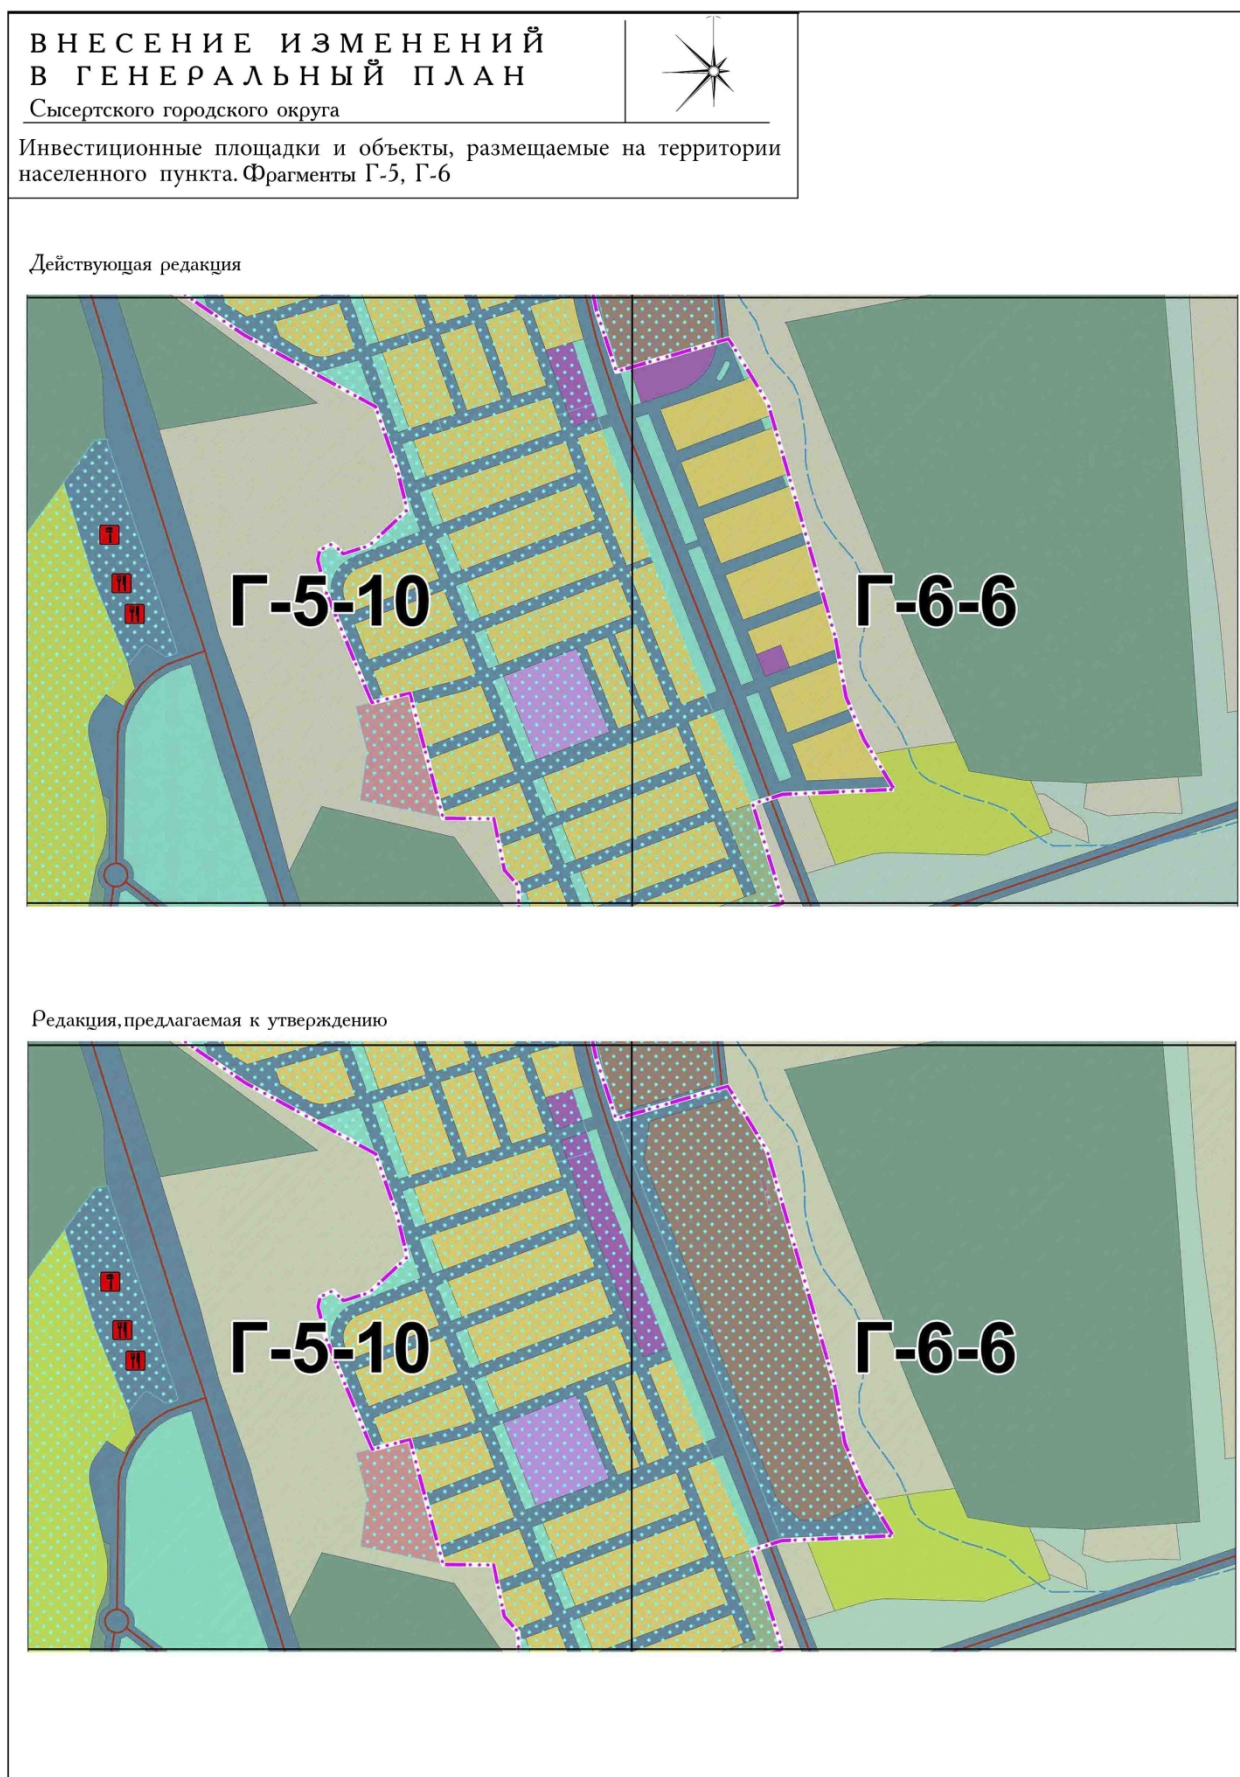 ВНЕСЕНИЕ ИЗМЕНЕНИЙ
В ГЕНЕРАЛЬНЫЙ ПЛАН
Сысертского городского округа
Инвестиционные площадки и объекты, размещаемые на территории
населенного пункта. Фрагменты Г-5, Г-6
Действующая редакция
Г-5-10
Г-6-6
Редакция, предлагаемая к утверждению
Г-5-10
Г-6-6